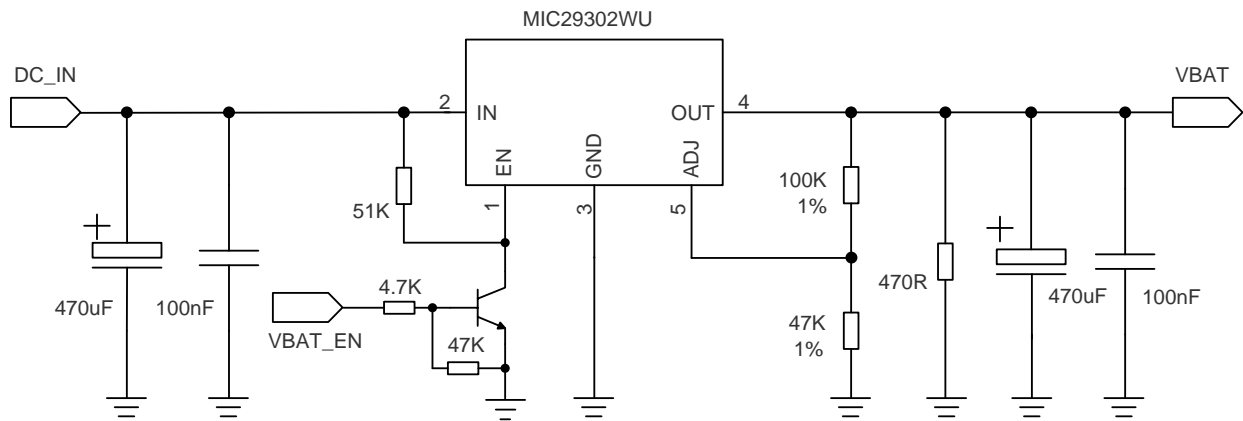 MIC29302WU
DC_IN
VBAT
2
IN
OUT
4
EN
GND
ADJ
1
3
5
51K
100K
1%
470uF
100nF
4.7K
VBAT_EN
47K
47K
1%
470R
470uF
100nF